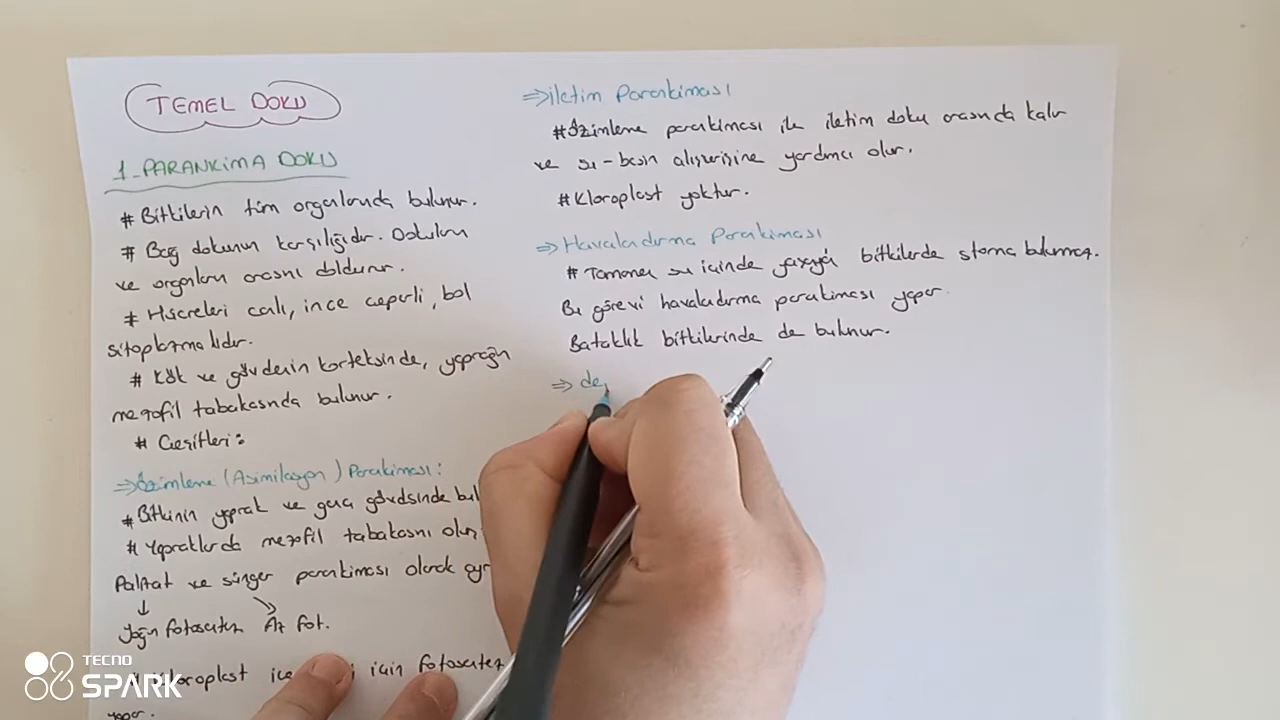 TEMEL DOKU
1-PARANKİMA DOKU
# Bitkilerin tüm organlarında bulunur.
# Bağ dokunun karşılığıdır. Dokuların
ve organların arasını doldurur.
# Hücreleri canlı, ince çeperli, bol
sitoplazmalıdır.
# Kök ve gövdenin korteksinde, yaprağın
mezofil tabakasında bulunur.
# Çeşitleri:
⇒ Özümleme (Asimilasyon) Parankiması:
# Bitkinin yaprak ve genç gövdesinde bul
# Yapraklarda mezofil tabakasını oluş
Palizat ve sünger parankiması olarak ayr
↓ ↘
Yoğun fotosentez Az fot.
# Kloroplast içe i için fotosentez
yapar.
⇒ İletim Parankiması
# Özümleme parankiması ile iletim doku arasında kalır
ve su-besin alışverişine yardımcı olur.
# Kloroplast yoktur.
⇒ Havalandırma Parankiması
# Tamamen su içinde yaşayan bitkilerde stoma bulunmaz.
Bu görevi havalandırma parankiması yapar.
Bataklık bitkilerinde de bulunur.
⇒ de
TECNO
SPARK